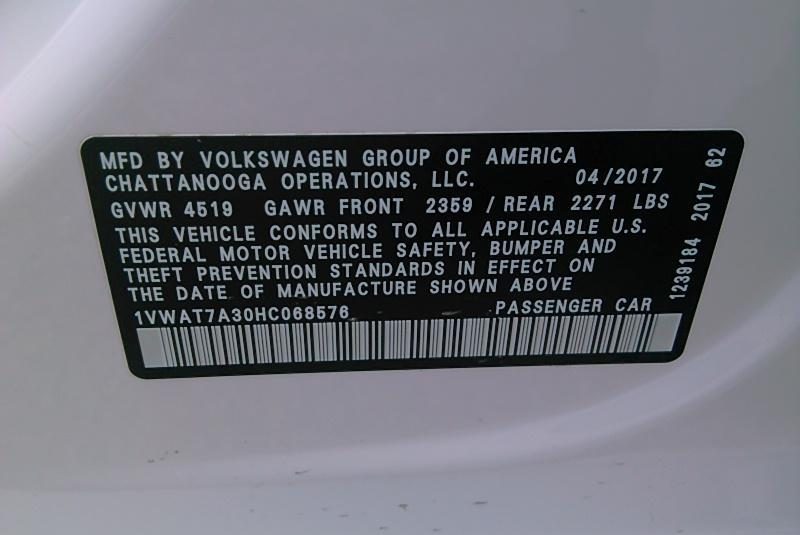 MFD BY VOLKSWAGEN GROUP OF AMERICA
CHATTANOOGA OPERATIONS, LLC. 04/2017
GVWR 4519 GAWR FRONT 2359 / REAR 2271 LBS
THIS VEHICLE CONFORMS TO ALL APPLICABLE U.S.
FEDERAL MOTOR VEHICLE SAFETY, BUMPER AND
THEFT PREVENTION STANDARDS IN EFFECT ON
THE DATE OF MANUFACTURE SHOWN ABOVE
1VWAT7A30HC068576 PASSENGER CAR
1239184 2017 62